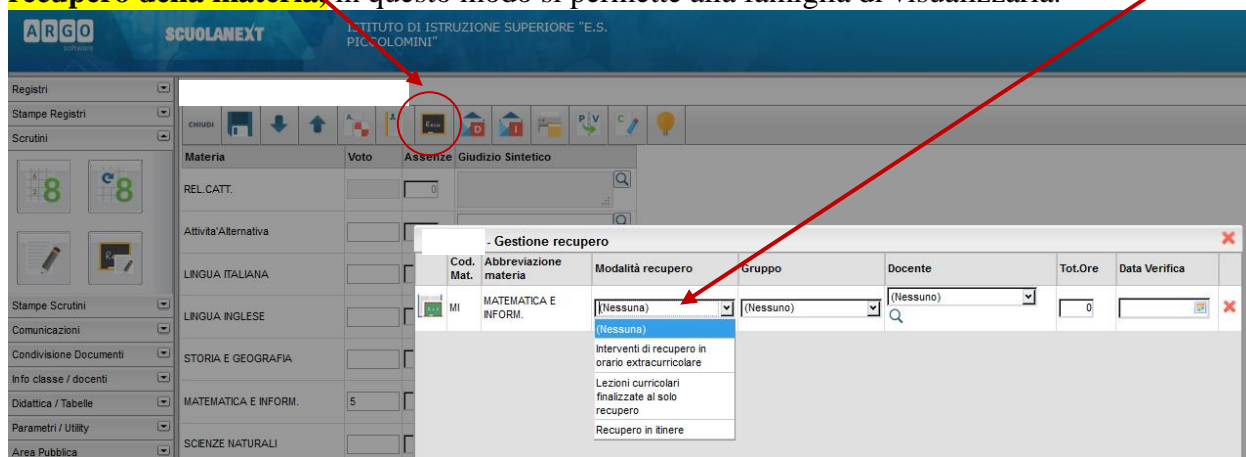 recupero della materia, in questo modo si permette alla famiglia di visualizzarla.
ARGO
software
SCUOLANEXT
ISTITUTO DI ISTRUZIONE SUPERIORE "E.S.
PICCOLOMINI"
Registri
Stampe Registri
Scrutini
8
8
Stampe Scrutini
Comunicazioni
Condivisione Documenti
Info classe / docenti
Didattica / Tabelle
Parametri / Utility
Area Pubblica
CHIUDI
D
I
P V
C
Materia Voto Assenze Giudizio Sintetico
REL.CATT. 0
Attivita'Alternativa
LINGUA ITALIANA
LINGUA INGLESE
STORIA E GEOGRAFIA
MATEMATICA E INFORM. 5
SCIENZE NATURALI
- Gestione recupero
Cod. Mat. Abbreviazione materia Modalità recupero Gruppo Docente Tot.Ore Data Verifica
MI MATEMATICA E INFORM. (Nessuna) (Nessuno) (Nessuno) 0
(Nessuna)
Interventi di recupero in
orario extracurricolare
Lezioni curricolari
finalizzate al solo
recupero
Recupero in itinere